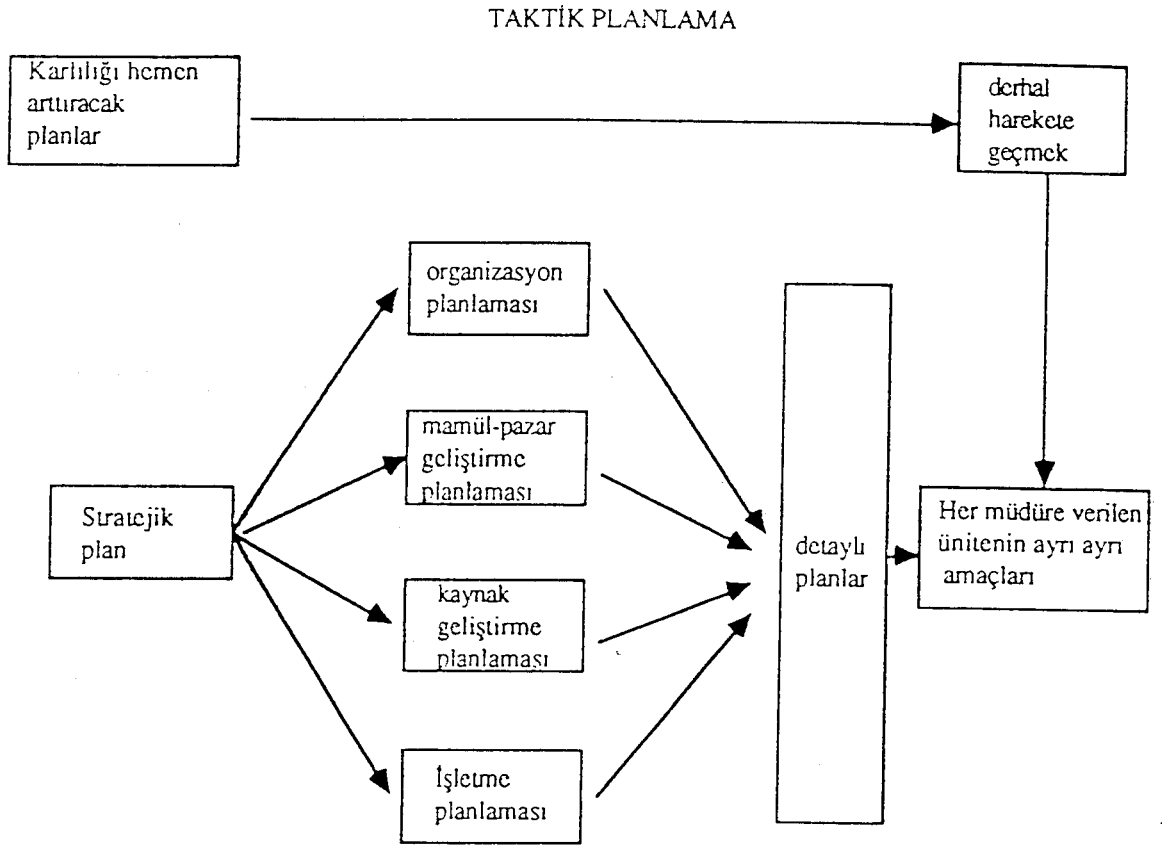 TAKTİK PLANLAMA
Karlılığı hemen
arttıracak
planlar
derhal
harekete
geçmek
organizasyon
planlaması
mamül-pazar
geliştirme
planlaması
Stratejik
plan
kaynak
geliştirme
planlaması
İşletme
planlaması
detaylı
planlar
Her müdüre verilen
ünitenin ayrı ayrı
amaçları